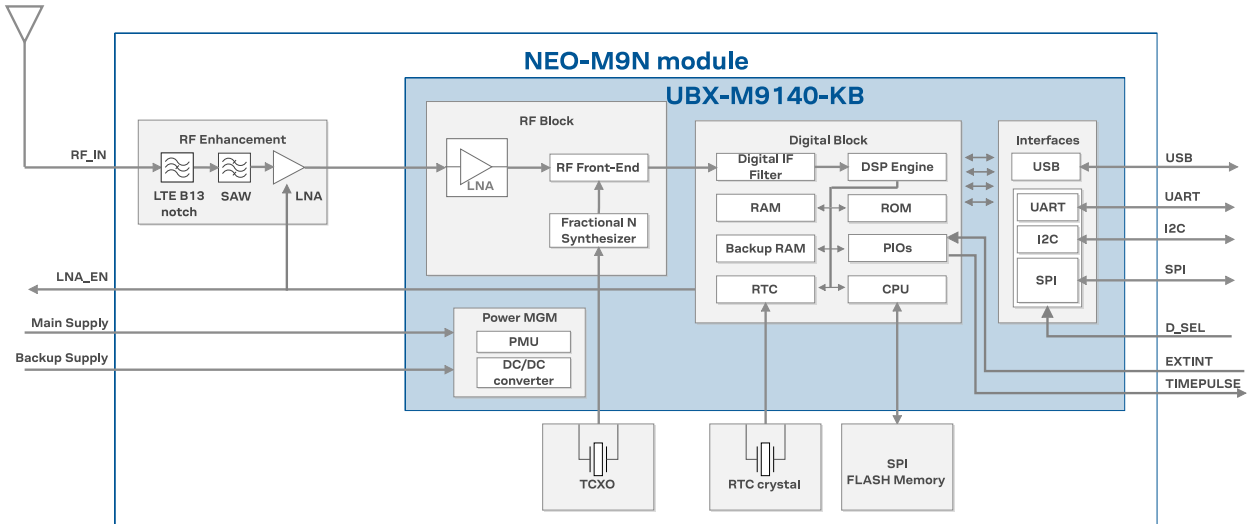 NEO-M9N module
UBX-M9140-KB
RF Enhancement
RF_IN
LTE B13
notch
SAW
LNA
RF Block
LNA
RF Front-End
Fractional N
Synthesizer
Digital Block
Digital IF
Filter
DSP Engine
RAM
ROM
Backup RAM
PIOs
RTC
CPU
Interfaces
USB
UART
I2C
SPI
USB
UART
I2C
SPI
D_SEL
EXTINT
TIMEPULSE
LNA_EN
Main Supply
Backup Supply
Power MGM
PMU
DC/DC
converter
TCXO
RTC crystal
SPI
FLASH Memory